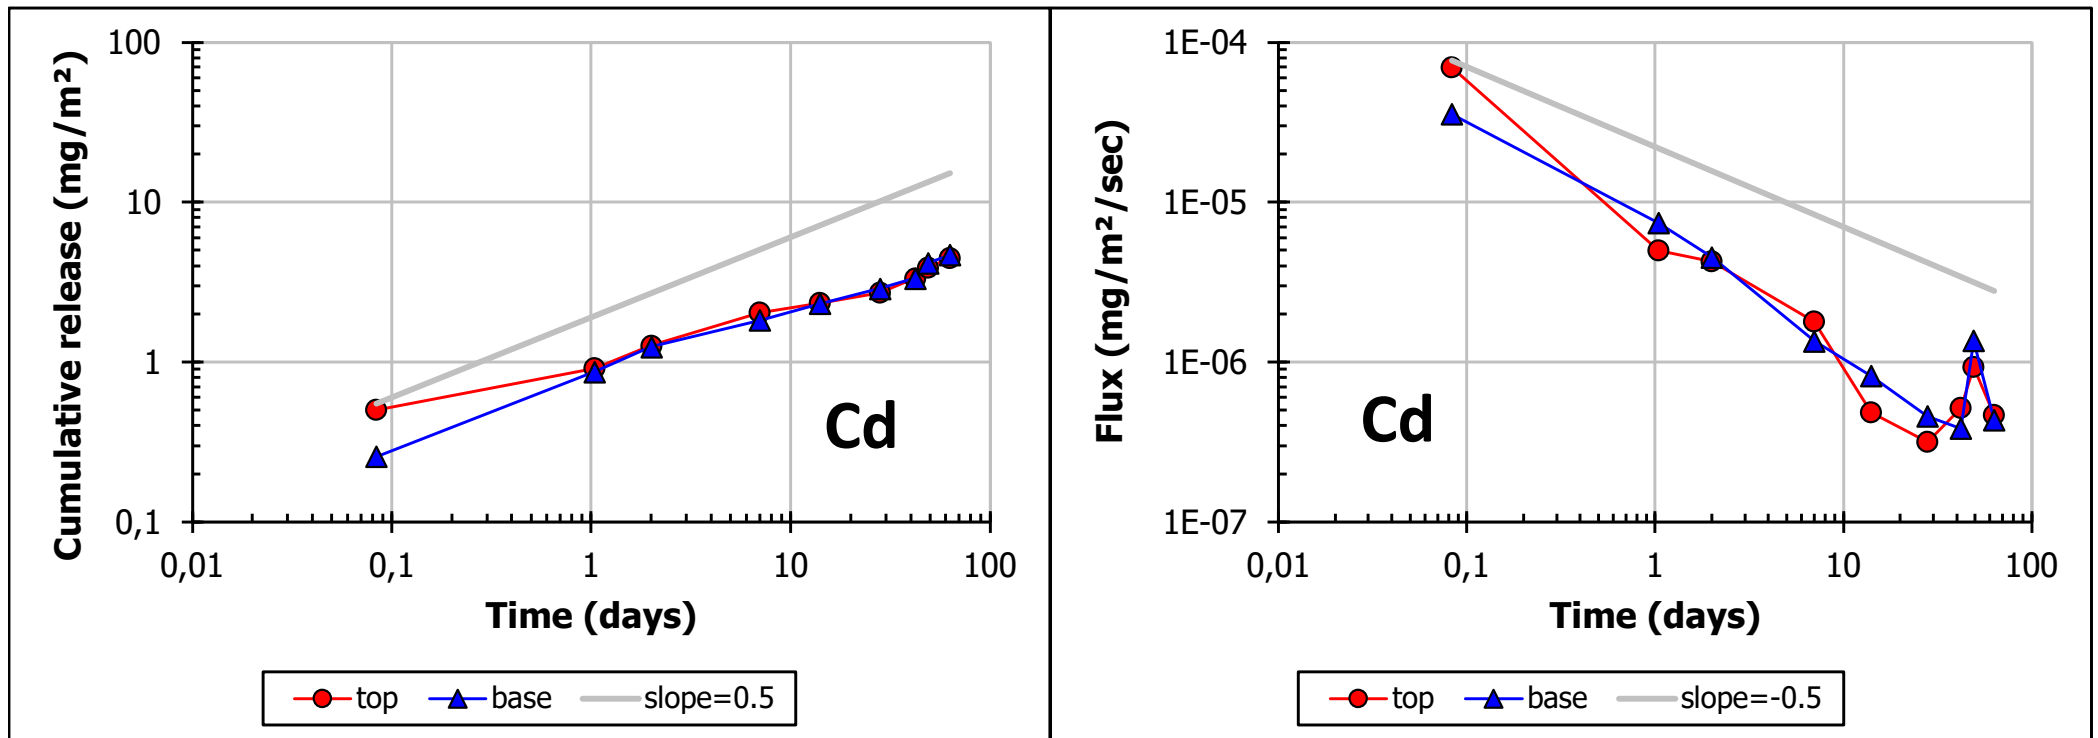 Cumulative release (mg/m²)
100
10
1
0,1
0,01
0,1
1
10
100
Cd
Time (days)
top
base
slope=0.5
Flux (mg/m²/sec)
1E-04
1E-05
1E-06
1E-07
0,01
0,1
1
10
100
Cd
Time (days)
top
base
slope=-0.5